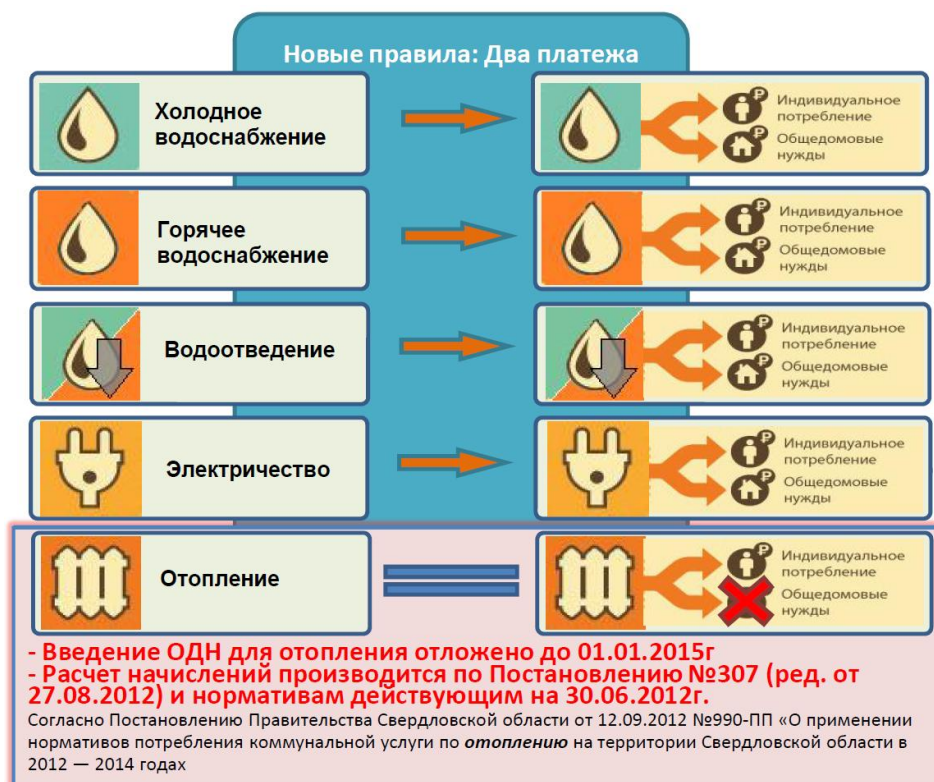 Новые правила: Два платежа
Холодное
водоснабжение
Индивидуальное
потребление
Общедомовые
нужды
Горячее
водоснабжение
Индивидуальное
потребление
Общедомовые
нужды
Водоотведение
Индивидуальное
потребление
Общедомовые
нужды
Электричество
Индивидуальное
потребление
Общедомовые
нужды
Отопление
Индивидуальное
потребление
Общедомовые
нужды
- Введение ОДН для отопления отложено до 01.01.2015г
- Расчет начислений производится по Постановлению №307 (ред. от
27.08.2012) и нормативам действующим на 30.06.2012г.
Согласно Постановлению Правительства Свердловской области от 12.09.2012 №990-ПП «О применении
нормативов потребления коммунальной услуги по отоплению на территории Свердловской области в
2012 — 2014 годах